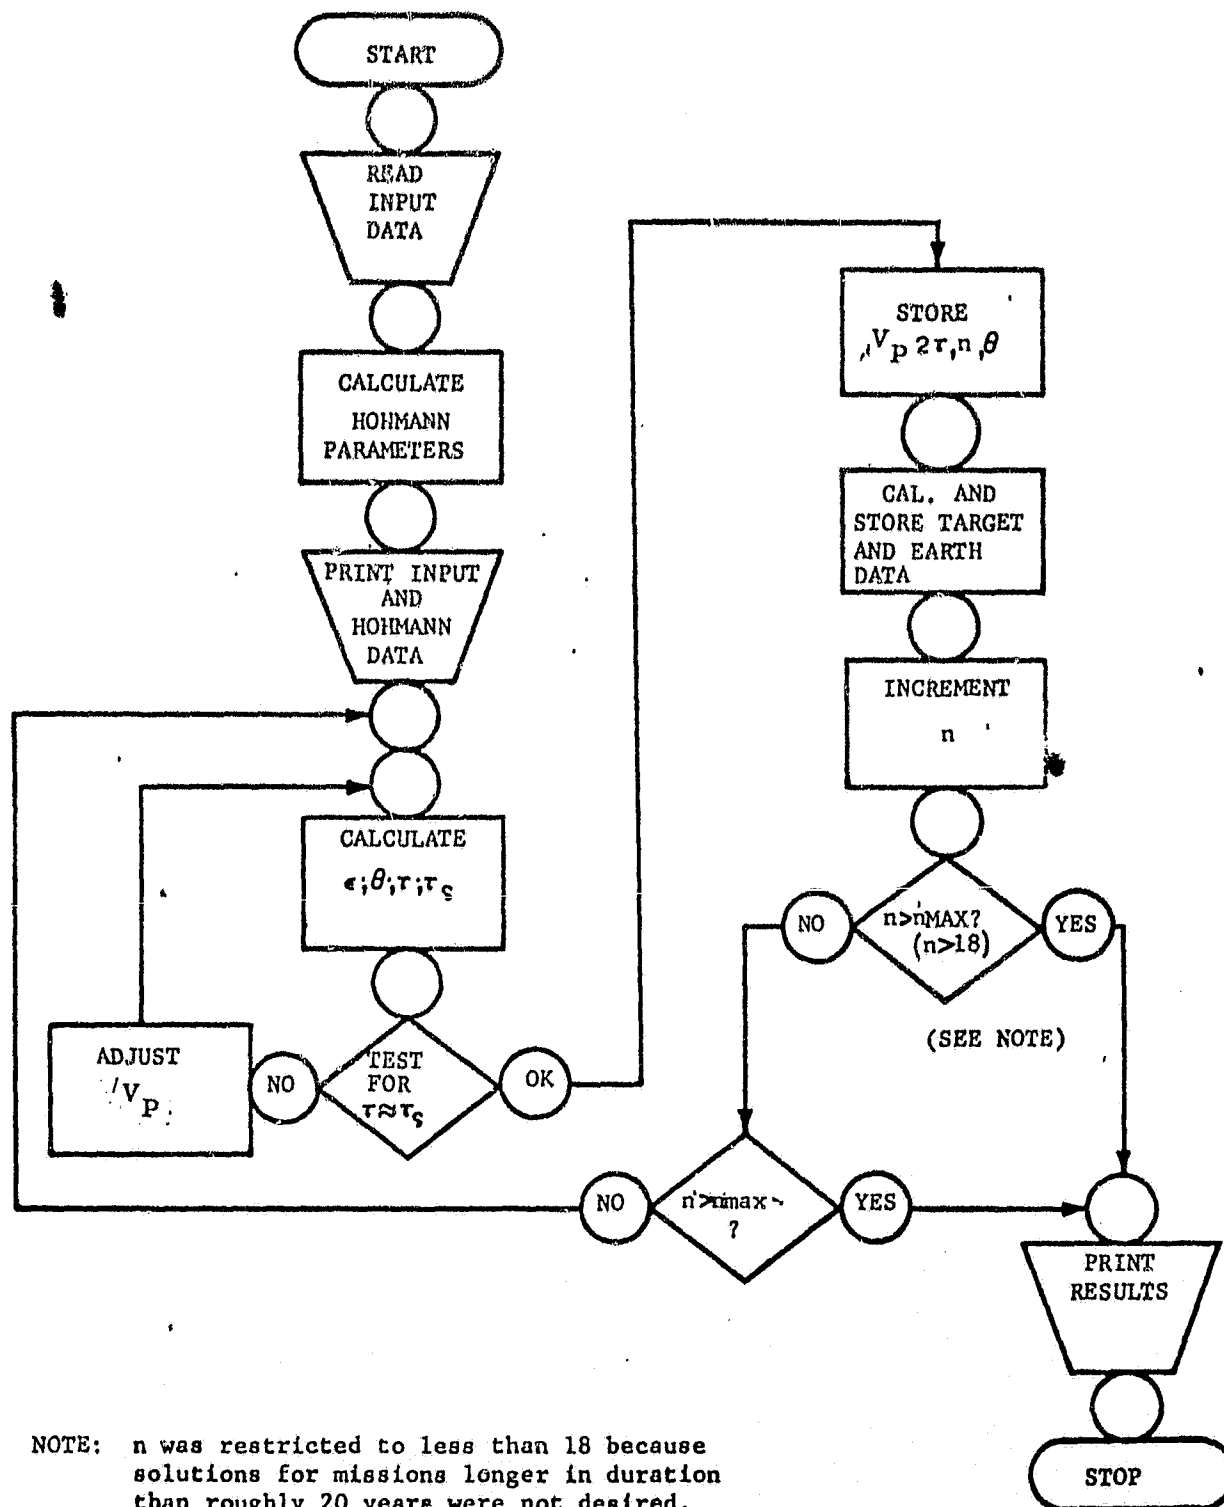 START
READ
INPUT
DATA
CALCULATE
HOHMANN
PARAMETERS
PRINT INPUT
AND
HOHMANN
DATA
CALCULATE
ϵ;θ;τ;τς
TEST
FOR
τ≈τς
NO
OK
ADJUST
Vp
STORE
Vp 2τ,n,θ
CAL. AND
STORE TARGET
AND EARTH
DATA
INCREMENT
n
n>nMAX?
(n>18)
NO
YES
(SEE NOTE)
n>nmax
?
NO
YES
PRINT
RESULTS
STOP
NOTE: n was restricted to less than 18 because
solutions for missions longer in duration
than roughly 20 years were not desired.